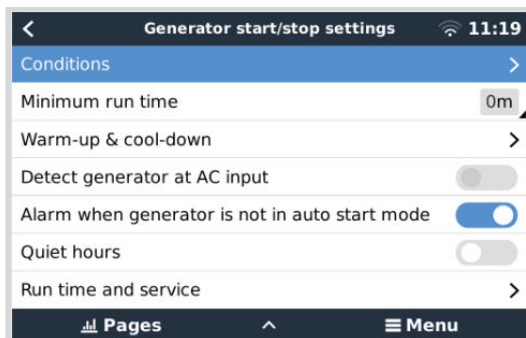 Generator start/stop settings 11:19
Conditions
Minimum run time 0m
Warm-up & cool-down
Detect generator at AC input
Alarm when generator is not in auto start mode
Quiet hours
Run time and service
Pages Menu